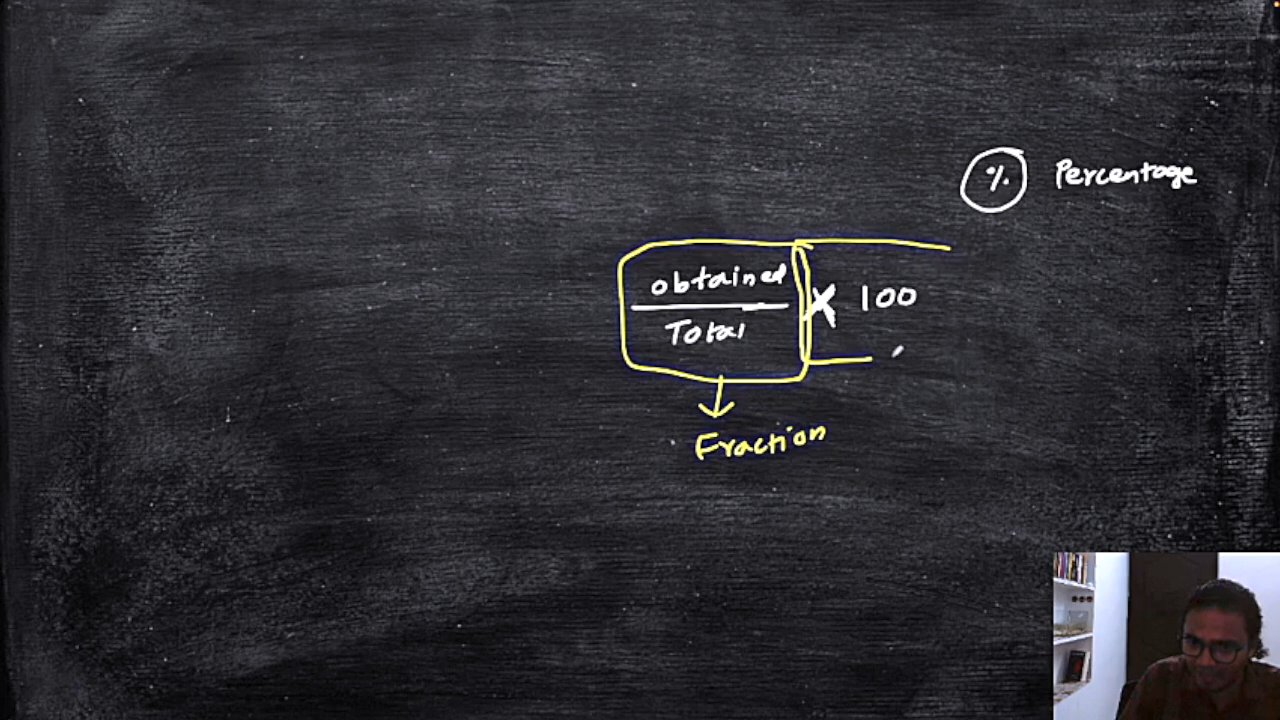 % Percentage
obtained
Total
× 100
Fraction